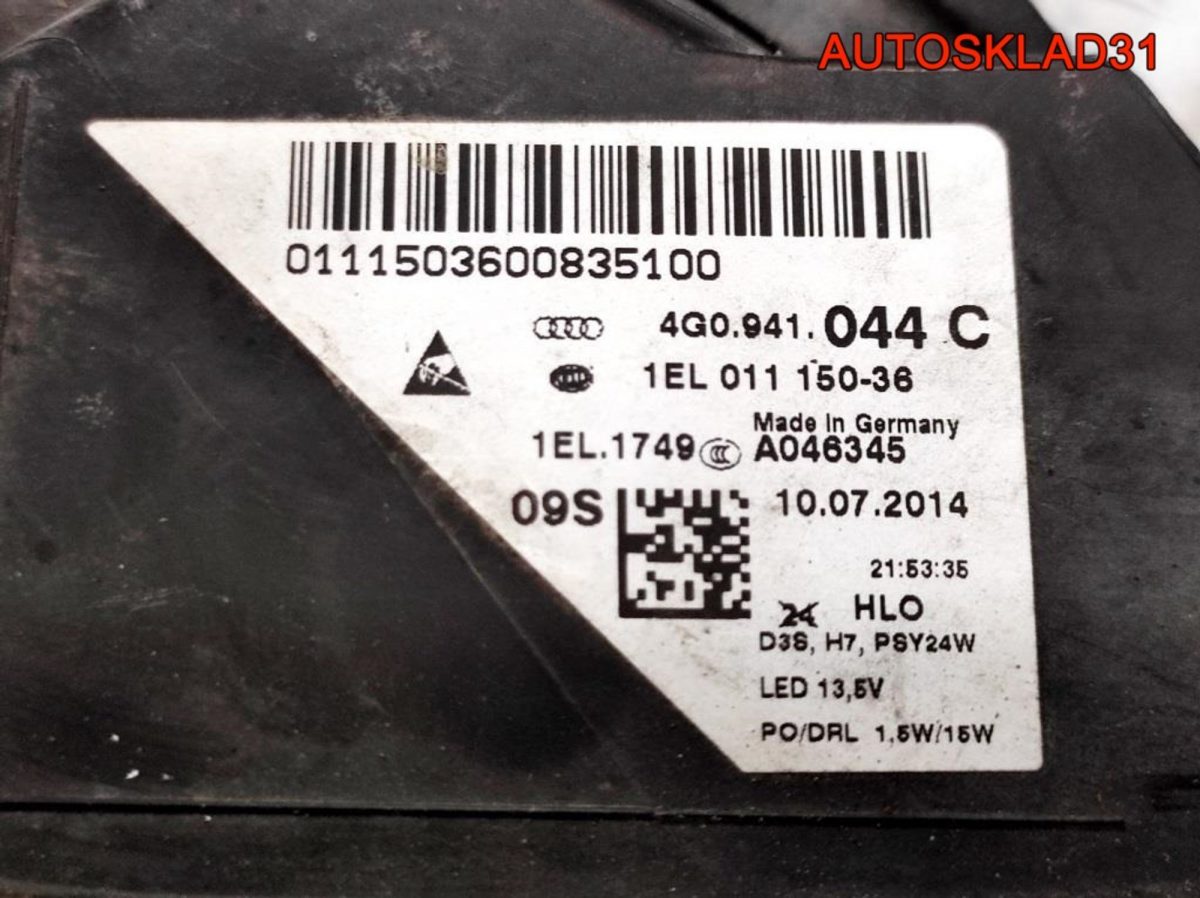 AUTOSKLAD31
0111503600835100
4G0.941.044 C
1EL 011 150-36
Made in Germany
1EL.1749 CCC A046345
09S 10.07.2014
21:53:35
24 HLO
D3S, H7, PSY24W
LED 13,5V
PO/DRL 1,5W/15W